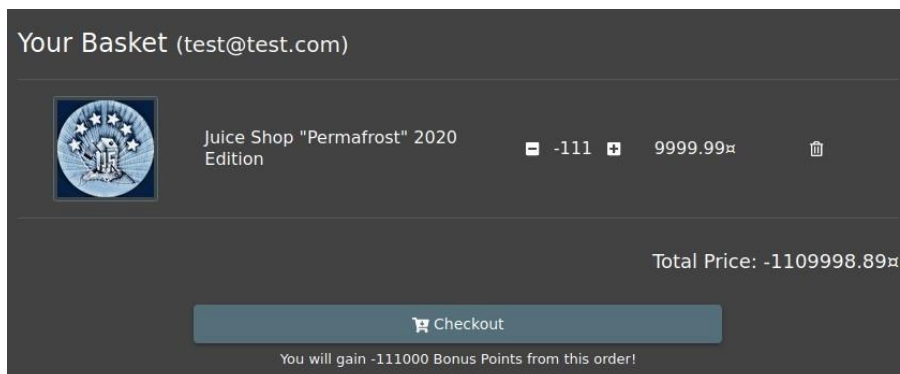 Your Basket (test@test.com)
Juice Shop "Permafrost" 2020
Edition
-111
9999.99¤
Total Price: -1109998.89¤
Checkout
You will gain -111000 Bonus Points from this order!